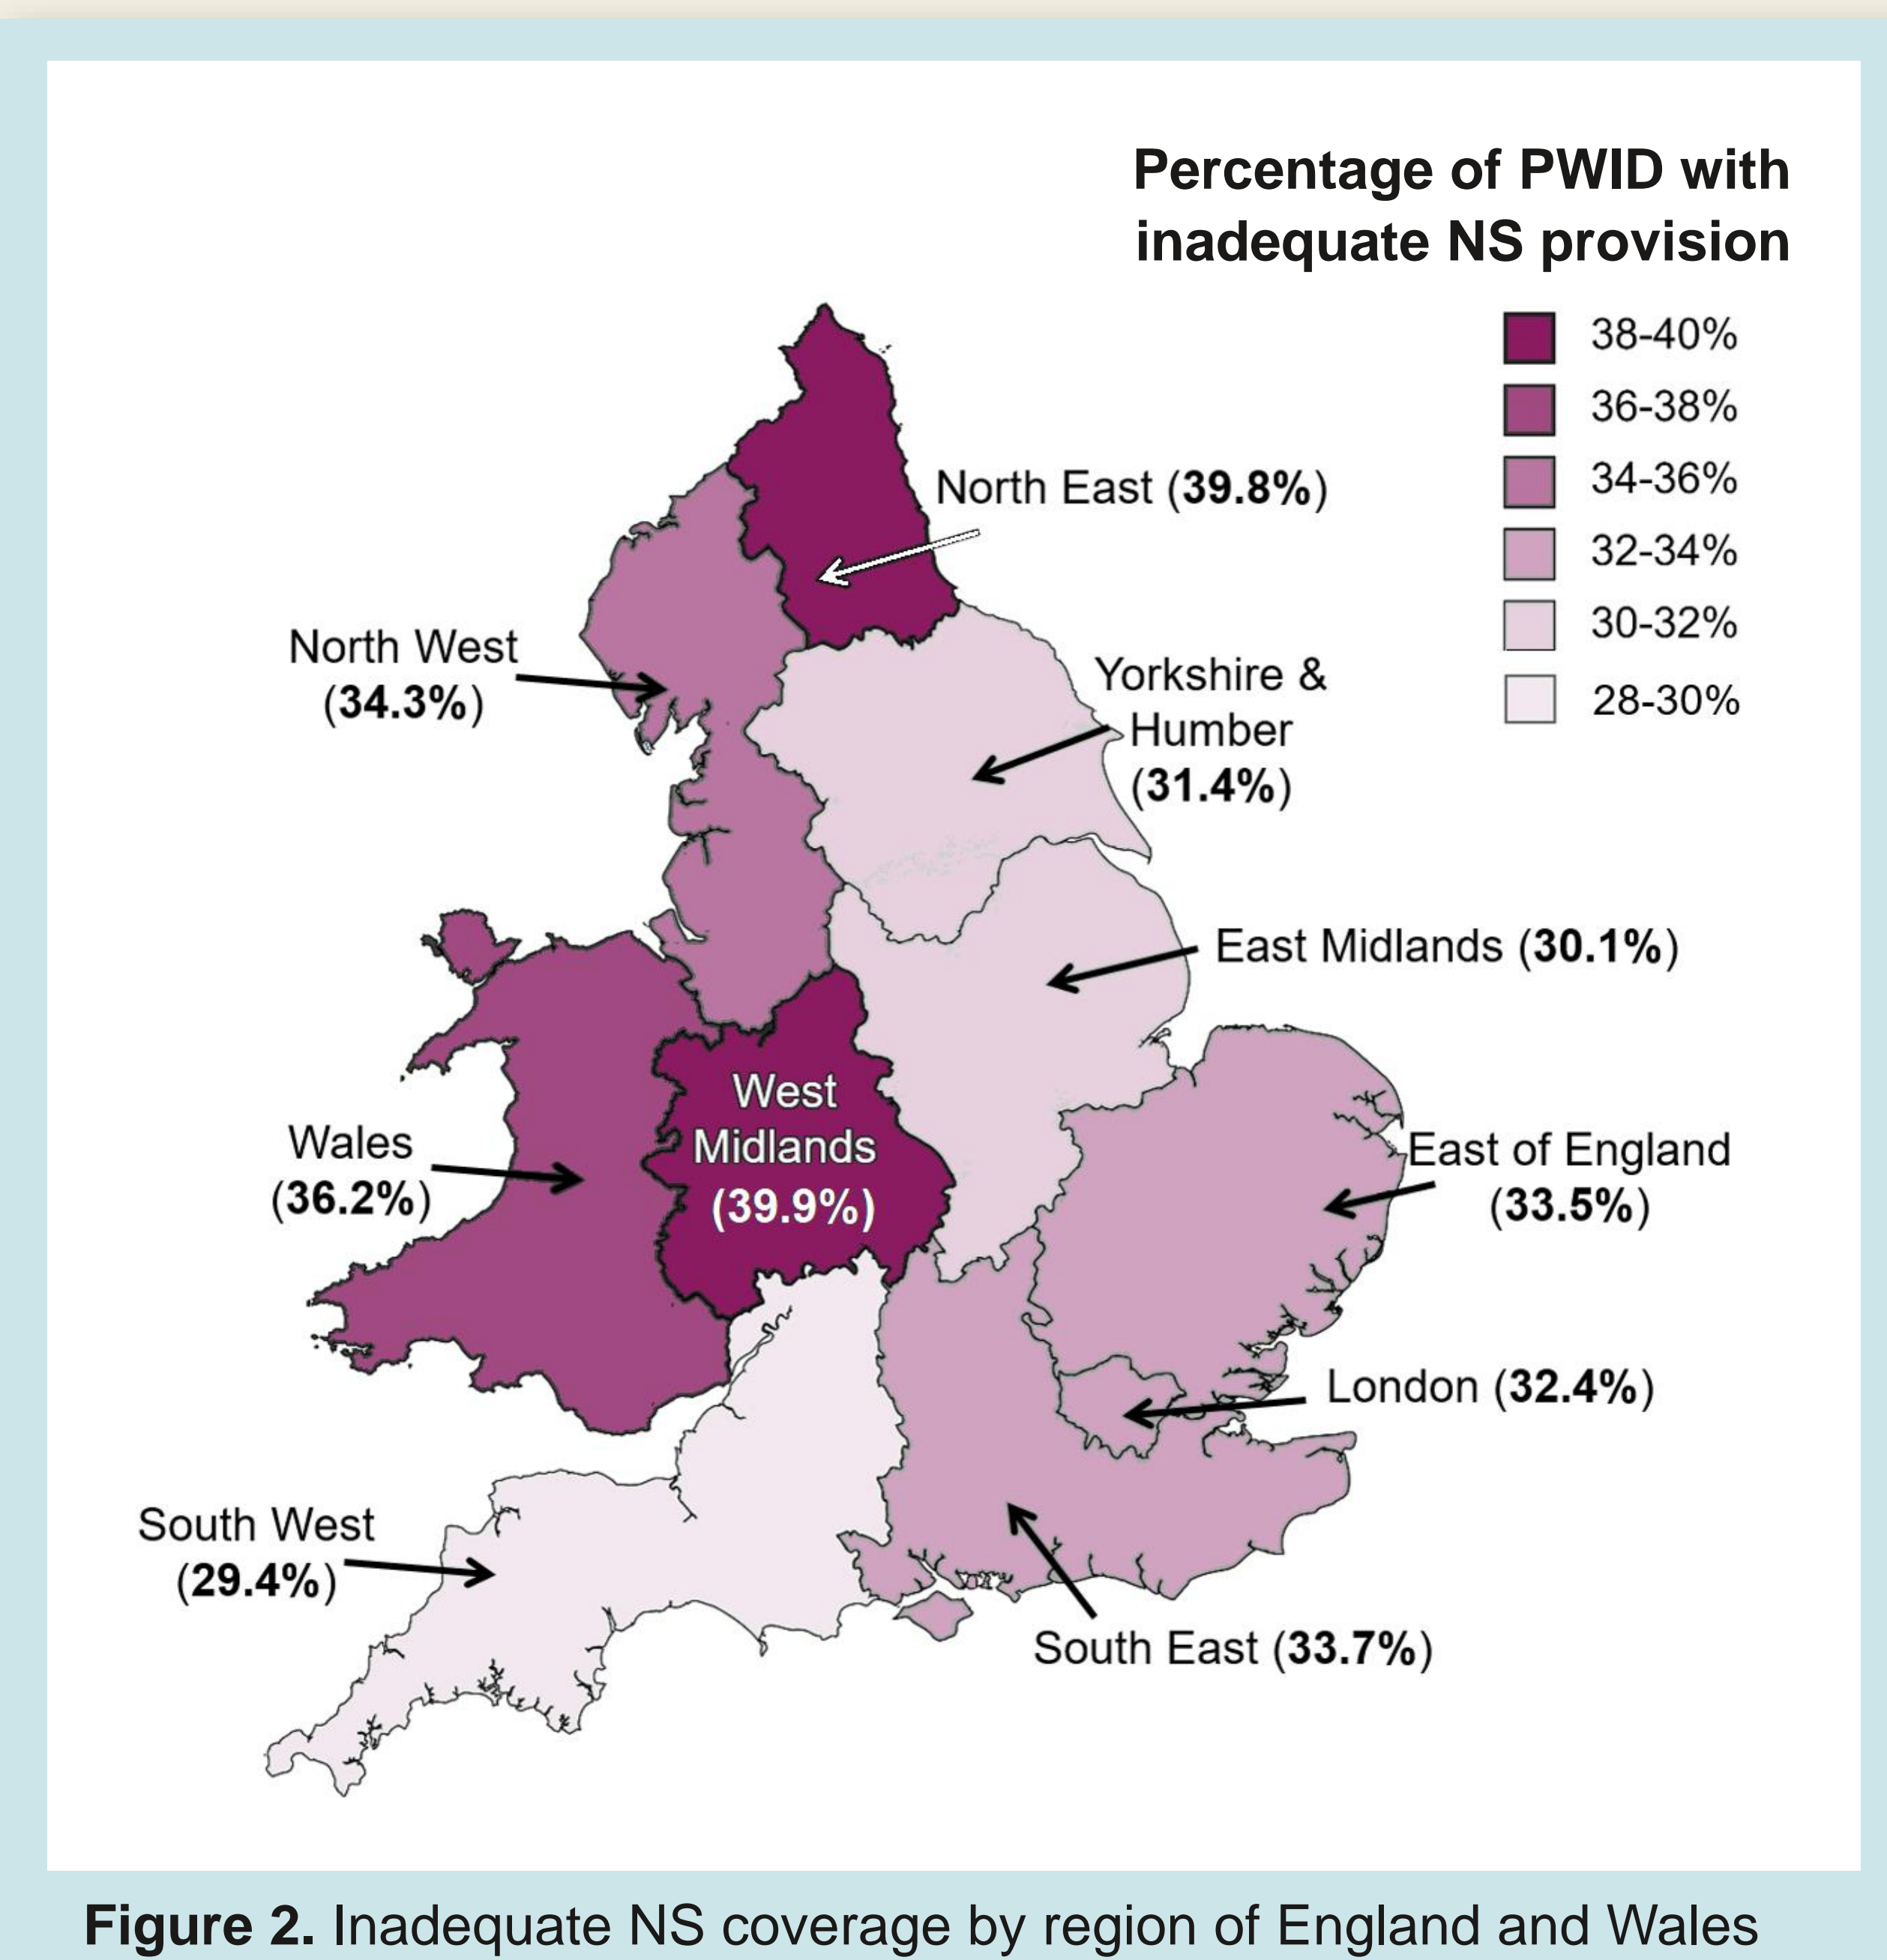 Percentage of PWID with
inadequate NS provision
38-40%
36-38%
34-36%
32-34%
30-32%
28-30%
North East (39.8%)
North West
(34.3%)
Yorkshire &
Humber
(31.4%)
East Midlands (30.1%)
West
Midlands
(39.9%)
Wales
(36.2%)
East of England
(33.5%)
London (32.4%)
South West
(29.4%)
South East (33.7%)
Figure 2. Inadequate NS coverage by region of England and Wales